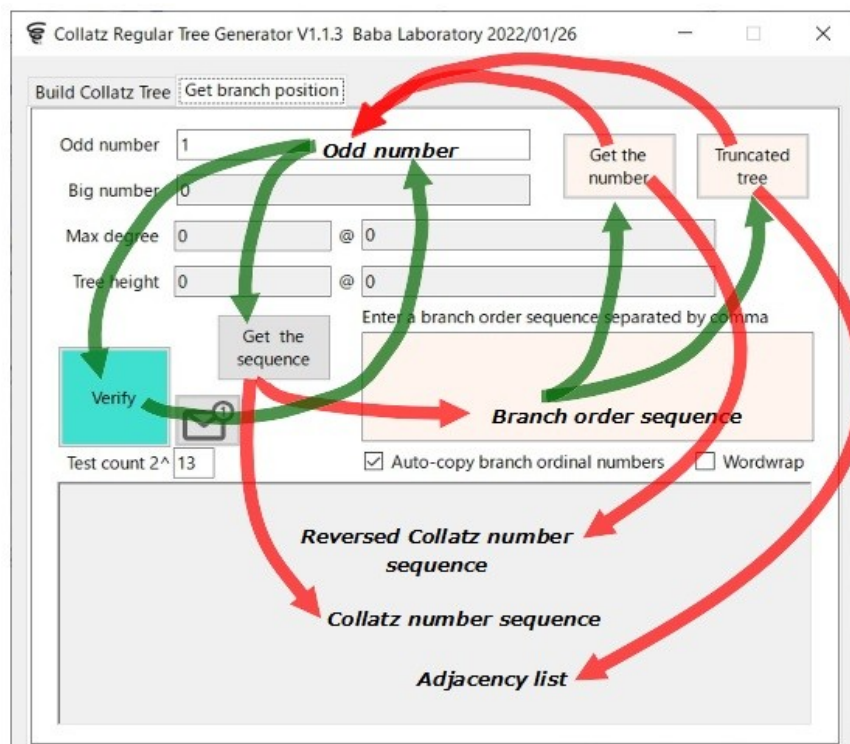 Collatz Regular Tree Generator V1.1.3 Baba Laboratory 2022/01/26
Build Collatz Tree Get branch position
Odd number 1 Odd number
Get the
number
Truncated
tree
Big number 0
Max degree 0 @ 0
Tree height 0 @ 0
Enter a branch order sequence separated by comma
Get the
sequence
Verify
1
Branch order sequence
Test count 2^ 13
Auto-copy branch ordinal numbers Wordwrap
Reversed Collatz number
sequence
Collatz number sequence
Adjacency list